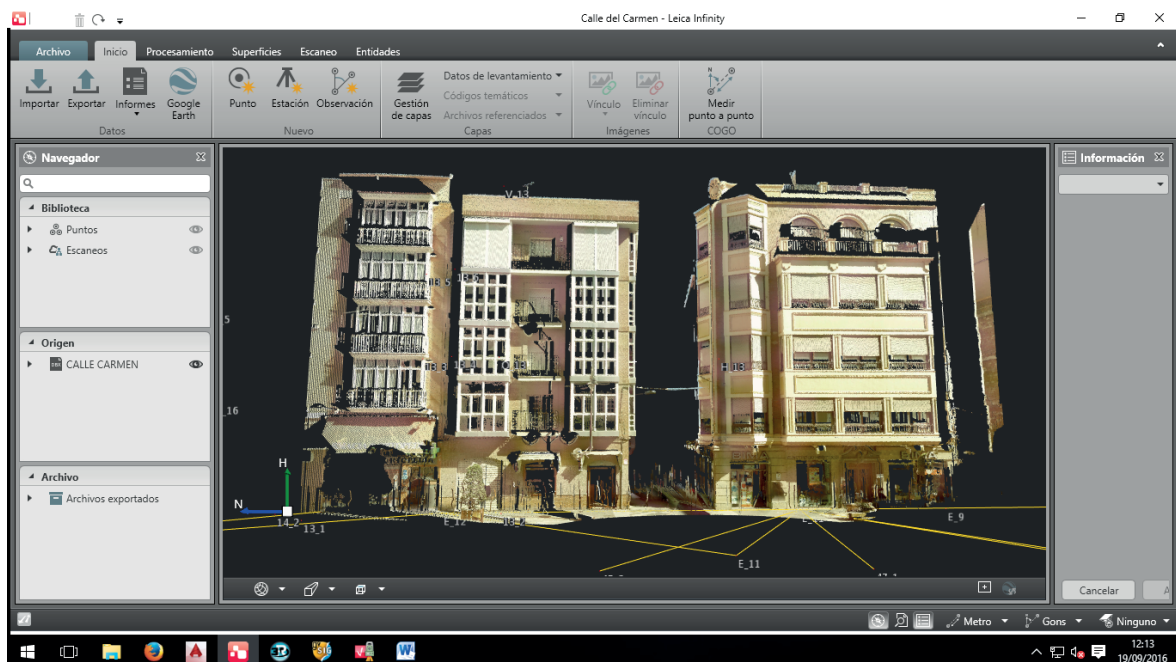 Calle del Carmen - Leica Infinity
Archivo Inicio Procesamiento Superficies Escaneo Entidades
Importar Exportar Informes Google Earth
Datos
Punto Estación Observación
Nuevo
Gestión de capas
Datos de levantamiento
Códigos temáticos
Archivos referenciados
Capas
Vínculo Eliminar vínculo
Imágenes
Medir punto a punto
COGO
Navegador
Biblioteca
Puntos
Escaneos
Origen
CALLE CARMEN
Archivo
Archivos exportados
V_13
5
H_13
_16
H
N
14_2
13_1
E_12
E_9
E_11
Información
Cancelar
Metro Gons Ninguno
12:13
19/09/2016